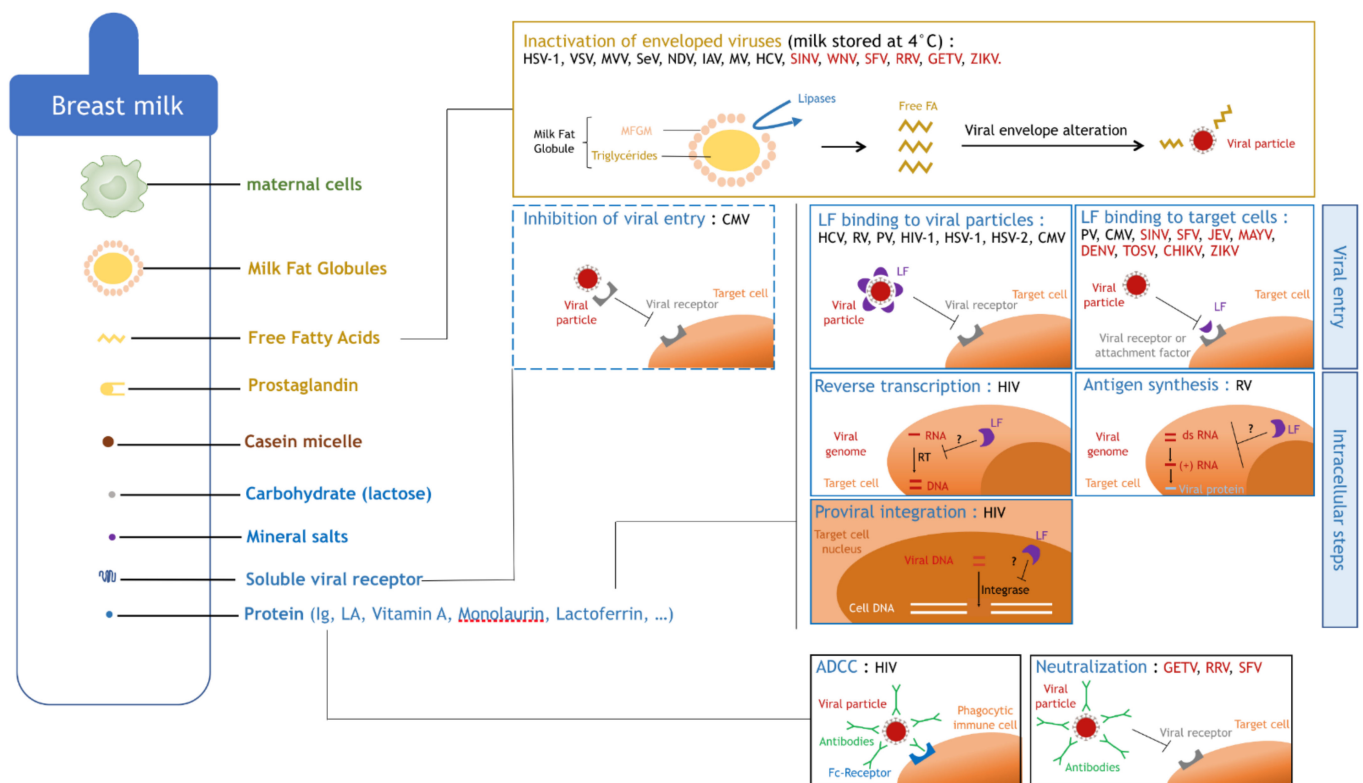 Breast milk
maternal cells
Milk Fat Globules
Free Fatty Acids
Prostaglandin
Casein micelle
Carbohydrate (lactose)
Mineral salts
Soluble viral receptor
Protein (Ig, LA, Vitamin A, Monolaurin, Lactoferrin, ...)
Inactivation of enveloped viruses (milk stored at 4°C) :
HSV-1, VSV, MVV, SeV, NDV, IAV, MV, HCV, SINV, WNV, SFV, RRV, GETV, ZIKV.
Milk Fat
Globule
MFGM
Triglycérides
Lipases
Free FA
Viral envelope alteration
Viral particle
Inhibition of viral entry : CMV
Viral
particle
Viral receptor
Target cell
LF binding to viral particles :
HCV, RV, PV, HIV-1, HSV-1, HSV-2, CMV
LF
Viral
particle
Viral receptor
Target cell
LF binding to target cells :
PV, CMV, SINV, SFV, JEV, MAYV,
DENV, TOSV, CHIKV, ZIKV
Viral
particle
LF
Target cell
Viral receptor or
attachment factor
Viral entry
Reverse transcription : HIV
Viral
genome
RNA
?
LF
RT
DNA
Target cell
Antigen synthesis : RV
Viral
genome
ds RNA
?
LF
(+) RNA
Viral protein
Target cell
Proviral integration : HIV
Target cell
nucleus
Viral DNA
?
LF
Integrase
Cell DNA
Intracellular steps
ADCC : HIV
Viral particle
Antibodies
Fc-Receptor
Phagocytic
immune cell
Neutralization : GETV, RRV, SFV
Viral
particle
Antibodies
Viral receptor
Target cell